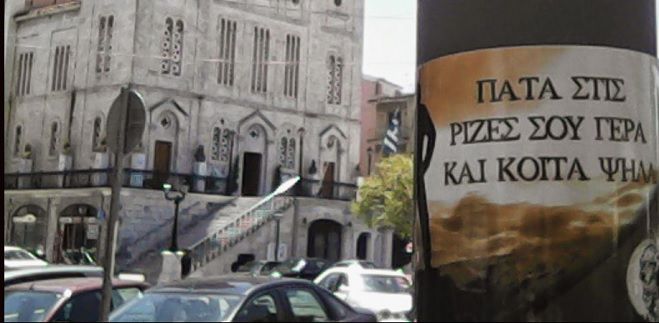 ΠΑΤΑ ΣΤΙΣ
ΡΙΖΕΣ ΣΟΥ ΓΕΡΑ
ΚΑΙ ΚΟΙΤΑ ΨΗΛΑ